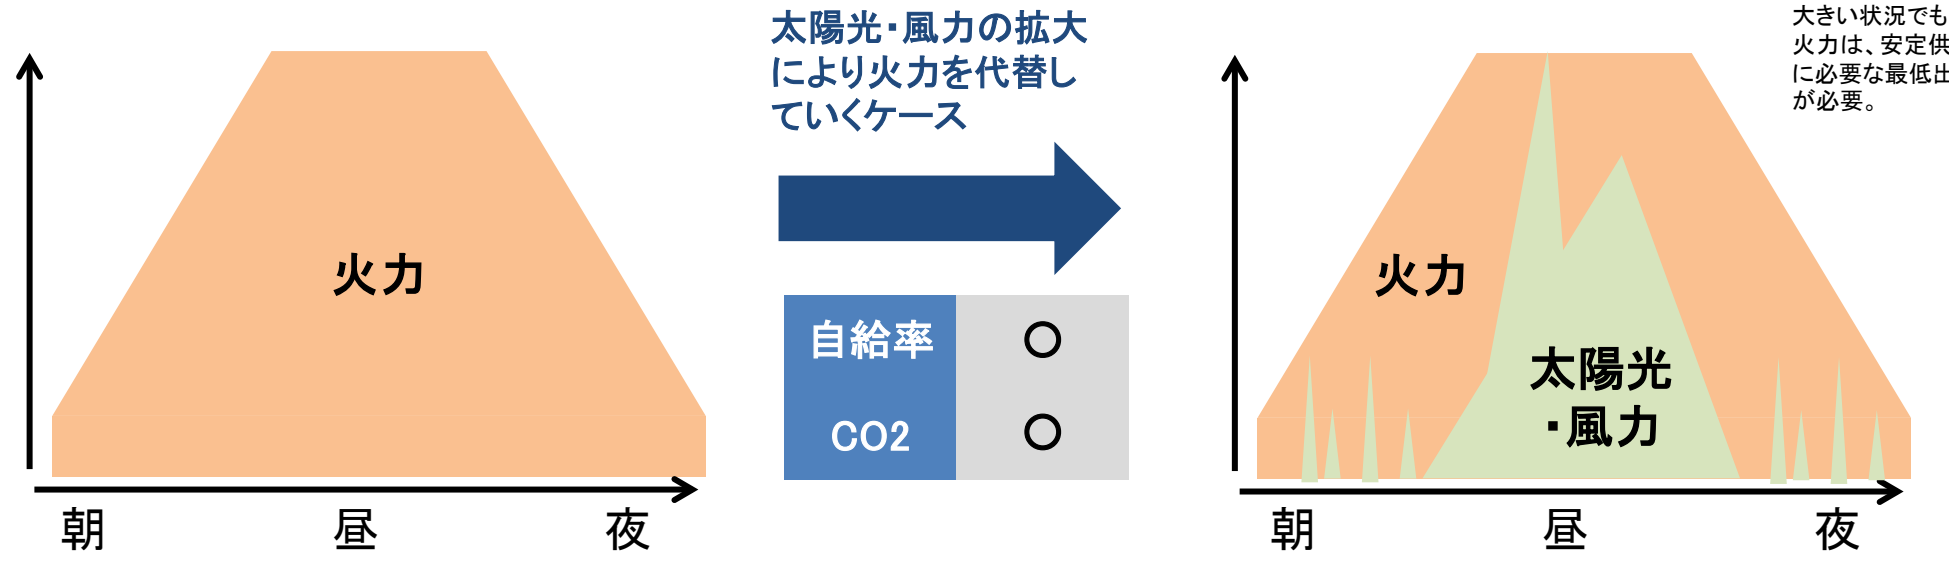 火力
朝
昼
夜
太陽光・風力の拡大
により火力を代替し
ていくケース
自給率
○
CO2
○
大きい状況でも
火力は、安定供
に必要な最低出
が必要。
火力
太陽光
・風力
朝
昼
夜